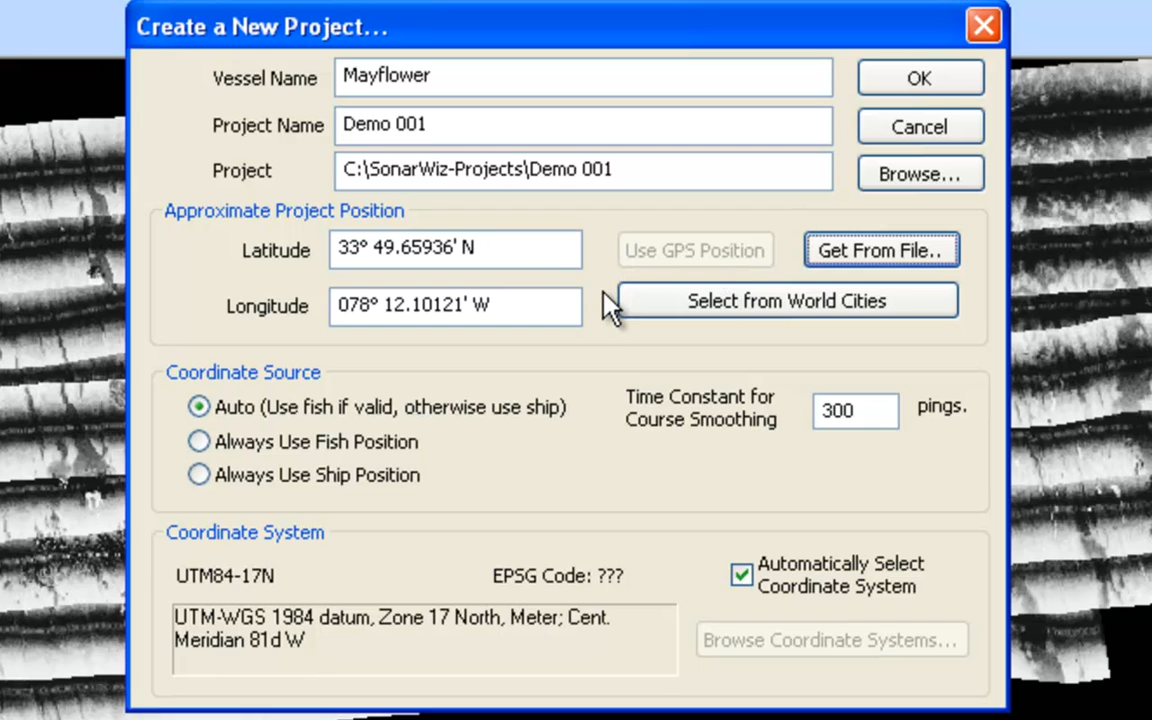 Create a New Project...
Vessel Name Mayflower OK
Project Name Demo 001 Cancel
Project C:\SonarWiz-Projects\Demo 001 Browse...
Approximate Project Position
Latitude 33° 49.65936' N Use GPS Position Get From File..
Longitude 078° 12.10121' W Select from World Cities
Coordinate Source
Auto (Use fish if valid, otherwise use ship)
Always Use Fish Position
Always Use Ship Position
Time Constant for
Course Smoothing 300 pings.
Coordinate System
UTM84-17N EPSG Code: ???
Automatically Select
Coordinate System
UTM-WGS 1984 datum, Zone 17 North, Meter; Cent.
Meridian 81d W
Browse Coordinate Systems...